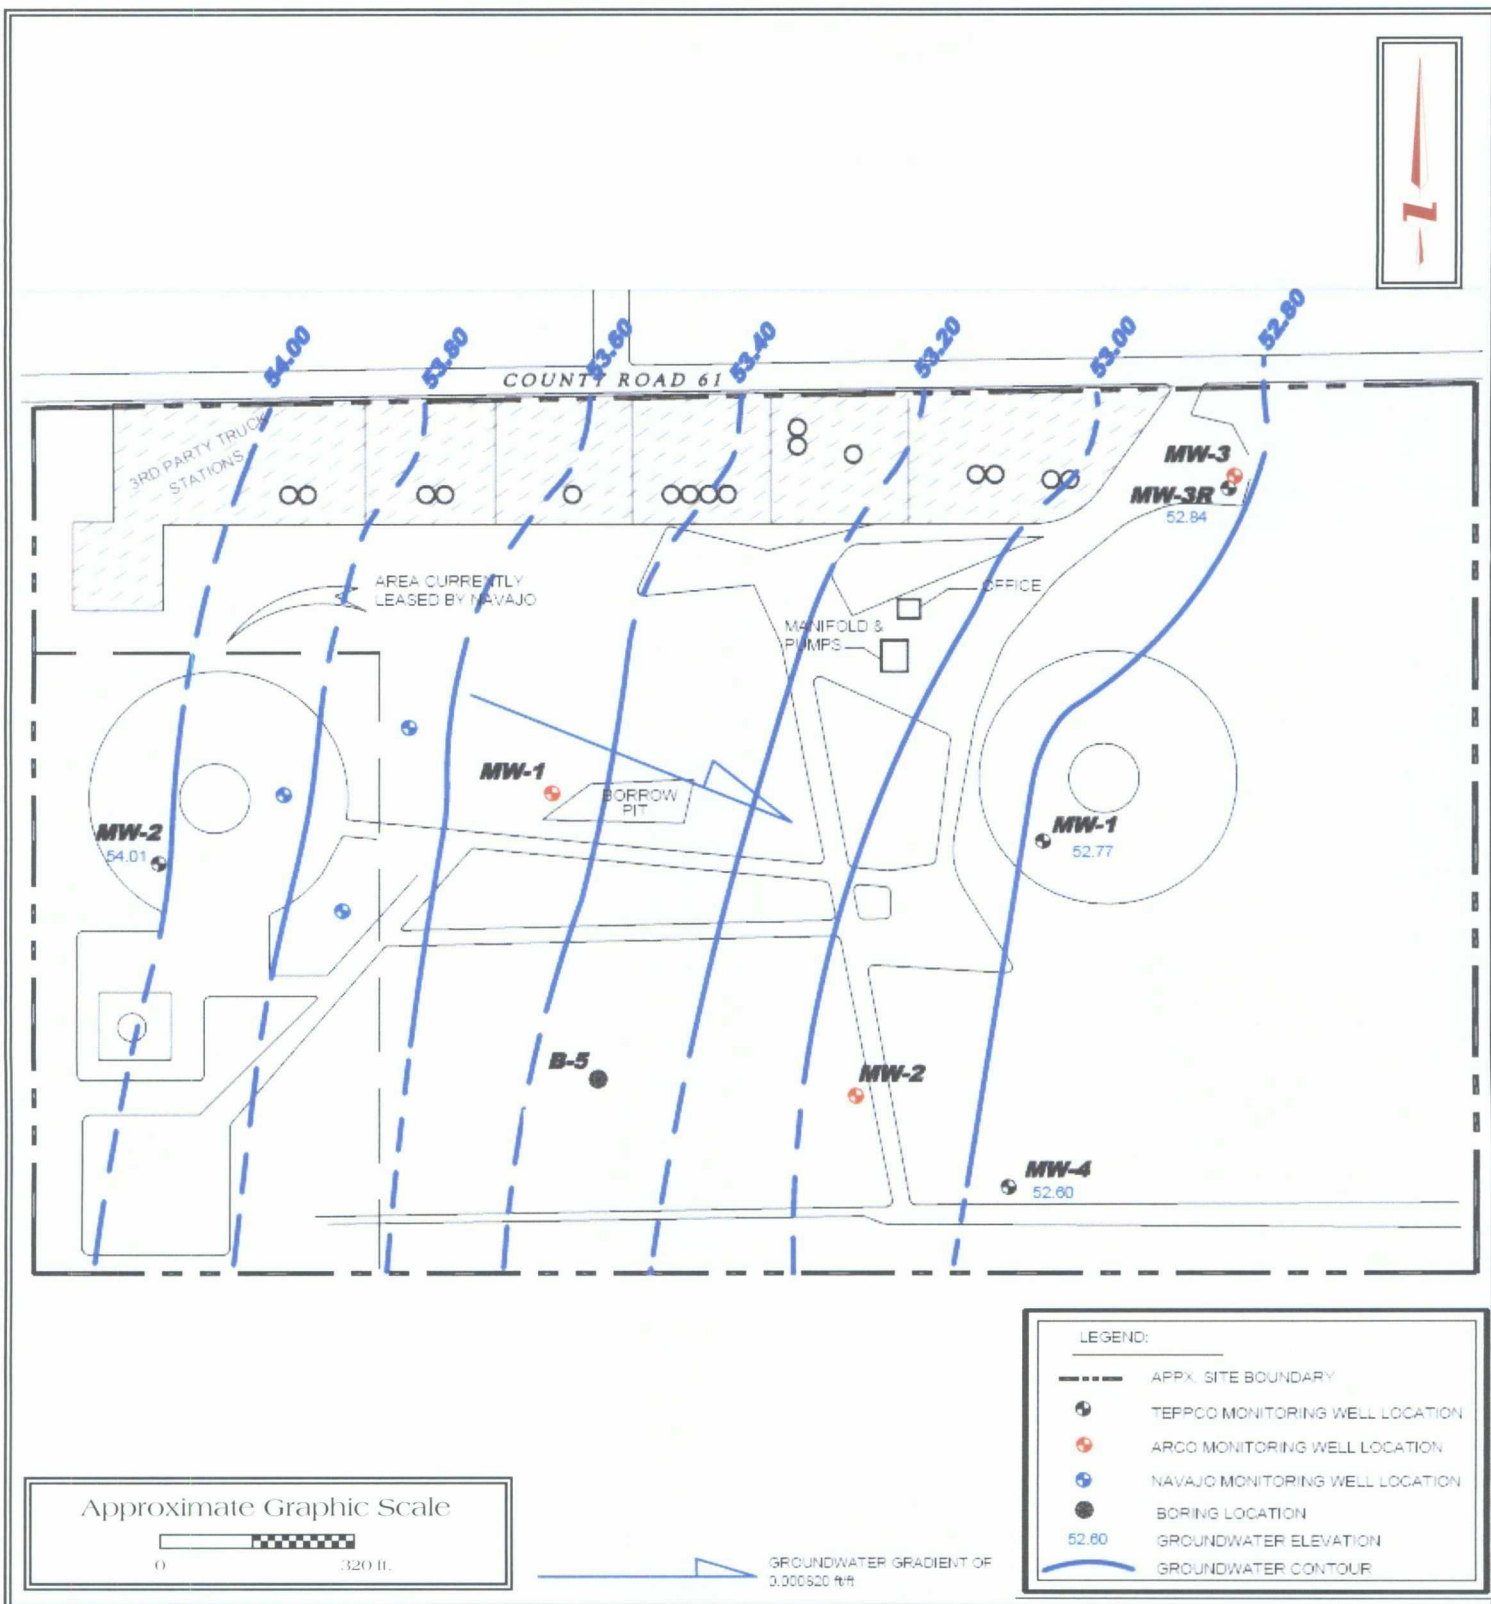 54.00
53.80
53.60
53.40
53.20
53.00
52.80
COUNTY ROAD 61
3RD PARTY TRUCK
STATIONS
MW-3
MW-3R
52.84
AREA CURRENTLY
LEASED BY NAVAJO
OFFICE
MANIFOLD &
PUMPS
MW-1
BORROW
PIT
MW-2
54.01
MW-1
52.77
B-5
MW-2
MW-4
52.60
LEGEND:
APPX. SITE BOUNDARY
TEPPCO MONITORING WELL LOCATION
ARCO MONITORING WELL LOCATION
NAVAJO MONITORING WELL LOCATION
BORING LOCATION
52.60 GROUNDWATER ELEVATION
GROUNDWATER CONTOUR
Approximate Graphic Scale
0 320 ft.
GROUNDWATER GRADIENT OF
ft/ft